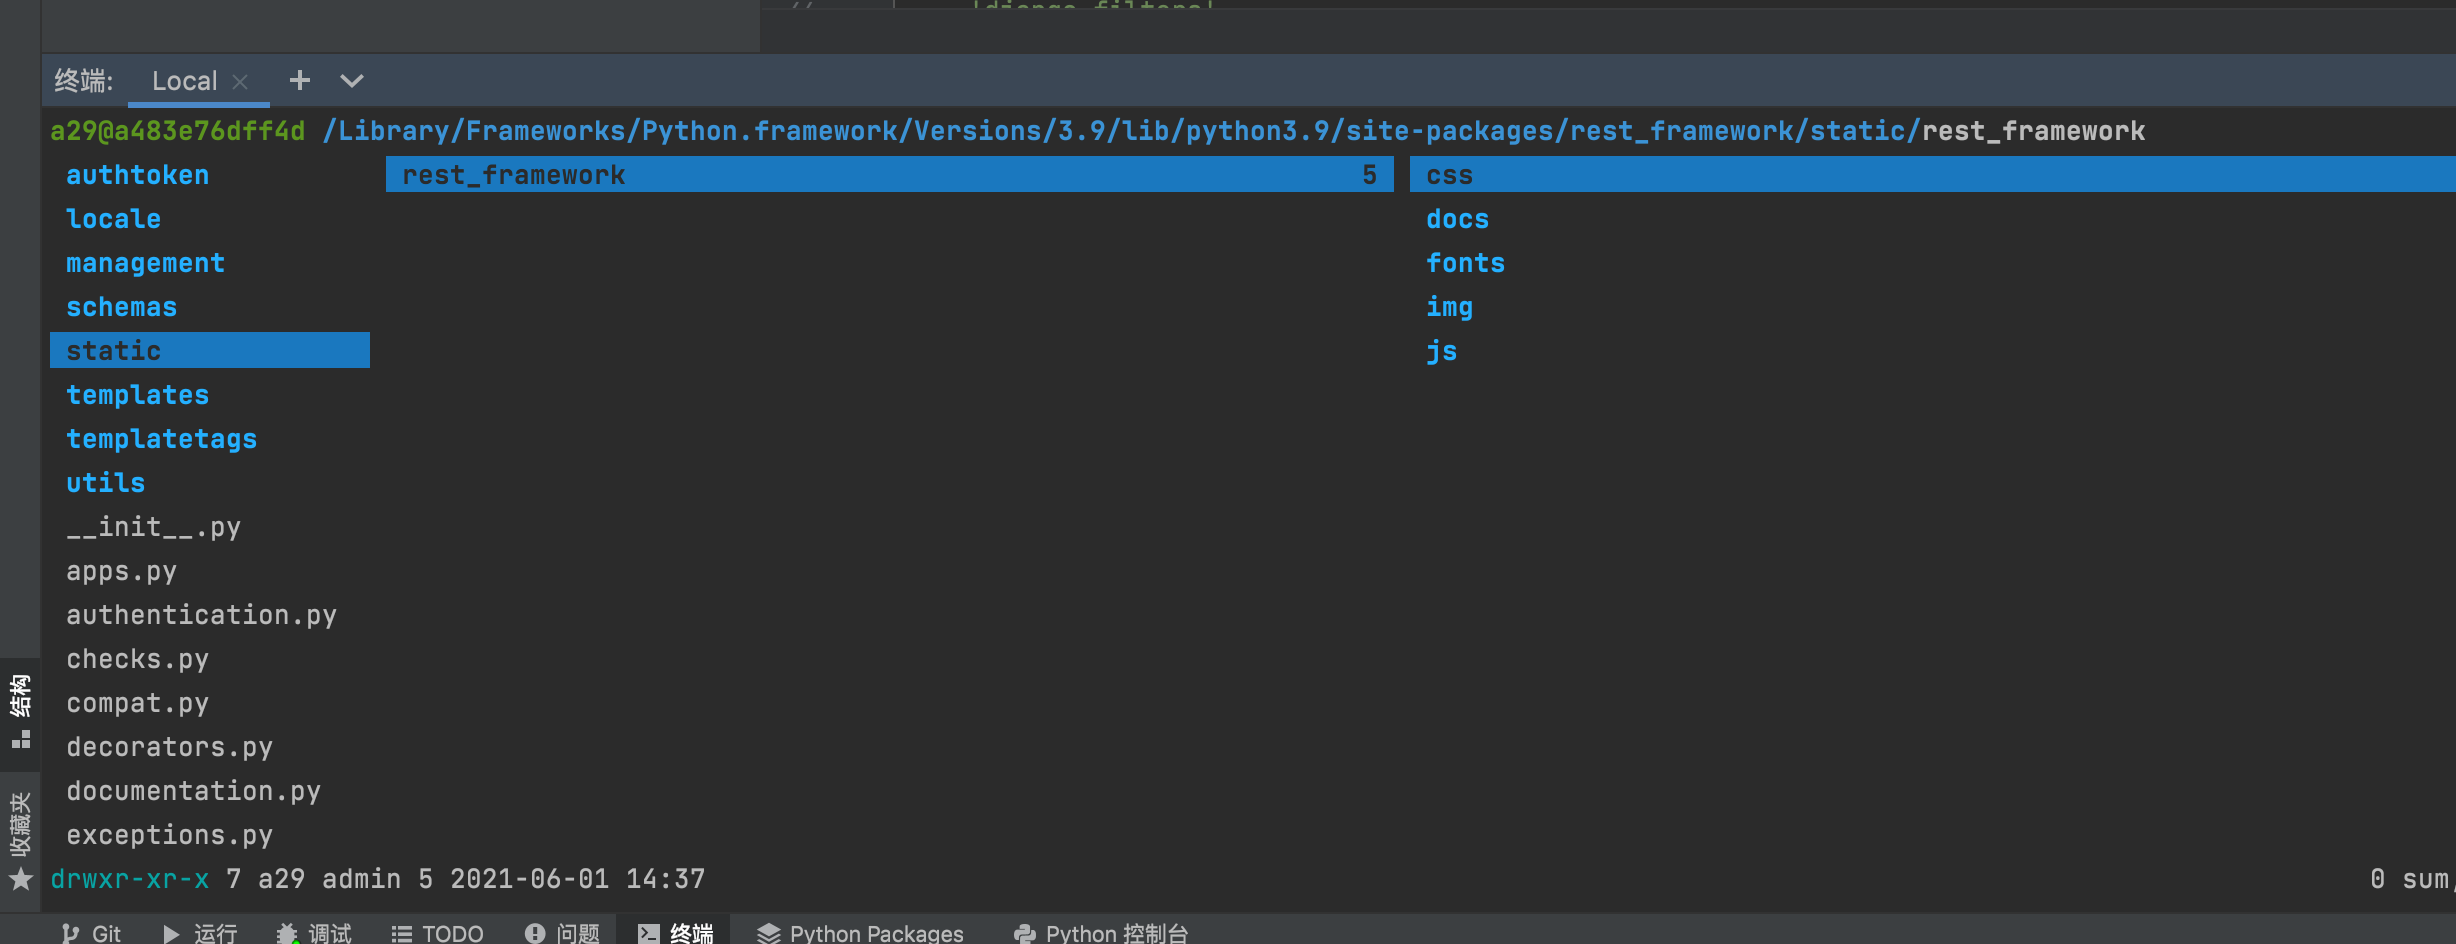 // 'django_filters'
终端: Local
a29@a483e76dff4d /Library/Frameworks/Python.framework/Versions/3.9/lib/python3.9/site-packages/rest_framework/static/rest_framework
authtoken rest_framework 5 css
locale docs
management fonts
schemas img
static js
templates
templatetags
utils
__init__.py
apps.py
authentication.py
checks.py
compat.py
decorators.py
documentation.py
exceptions.py
drwxr-xr-x 7 a29 admin 5 2021-06-01 14:37 0 sum,
结构
收藏夹
Git 运行 调试 TODO 问题 终端 Python Packages Python 控制台